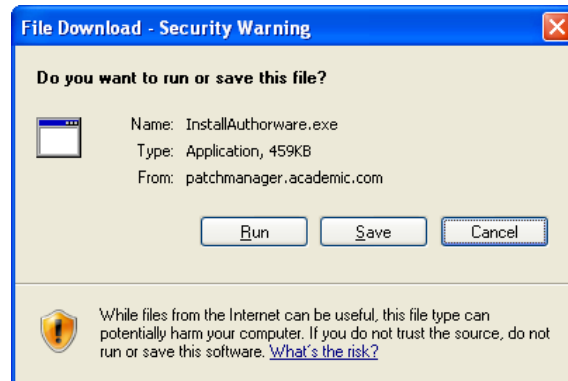 File Download - Security Warning
Do you want to run or save this file?
Name: InstallAuthorware.exe
Type: Application, 459KB
From: patchmanager.academic.com
Run Save Cancel
While files from the Internet can be useful, this file type can
potentially harm your computer. If you do not trust the source, do not
run or save this software. What's the risk?